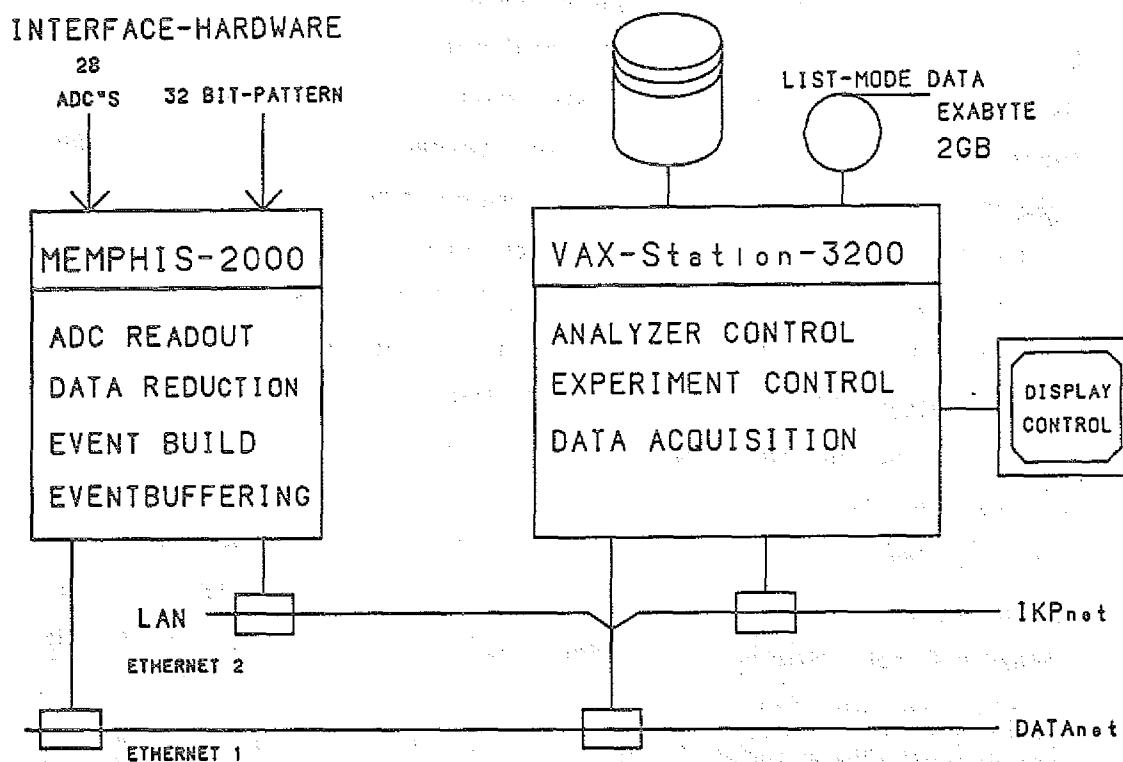 INTERFACE-HARDWARE
28
ADC"S
32 BIT-PATTERN
LIST-MODE DATA
EXABYTE
2GB
MEMPHIS-2000
ADC READOUT
DATA REDUCTION
EVENT BUILD
EVENTBUFFERING
VAX-Station-3200
ANALYZER CONTROL
EXPERIMENT CONTROL
DATA ACQUISITION
DISPLAY
CONTROL
LAN
IKPnet
ETHERNET 2
DATAnet
ETHERNET 1